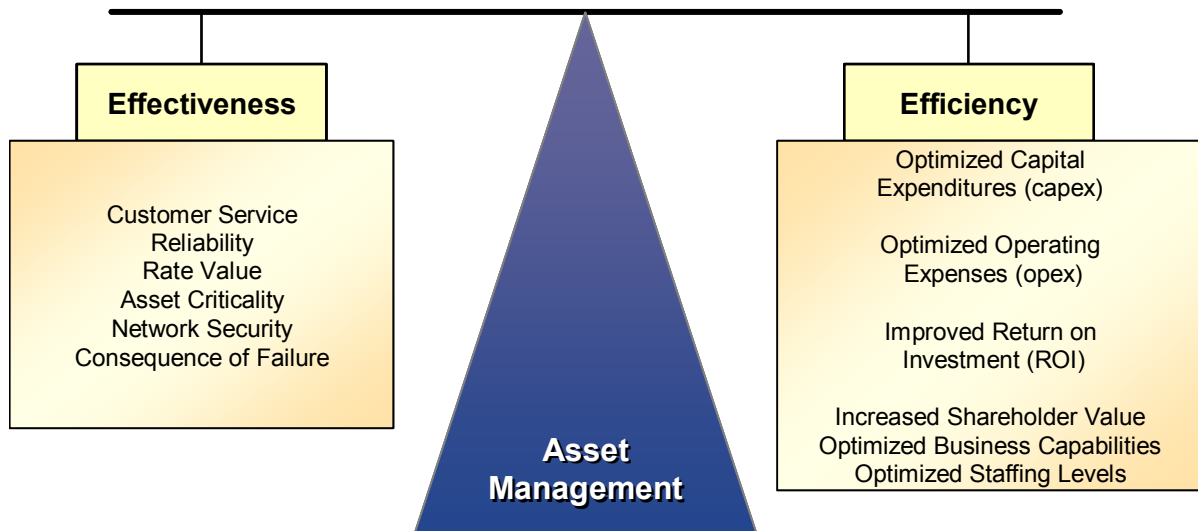 Effectiveness
Customer Service
Reliability
Rate Value
Asset Criticality
Network Security
Consequence of Failure
Asset
Management
Efficiency
Optimized Capital
Expenditures (capex)
Optimized Operating
Expenses (opex)
Improved Return on
Investment (ROI)
Increased Shareholder Value
Optimized Business Capabilities
Optimized Staffing Levels